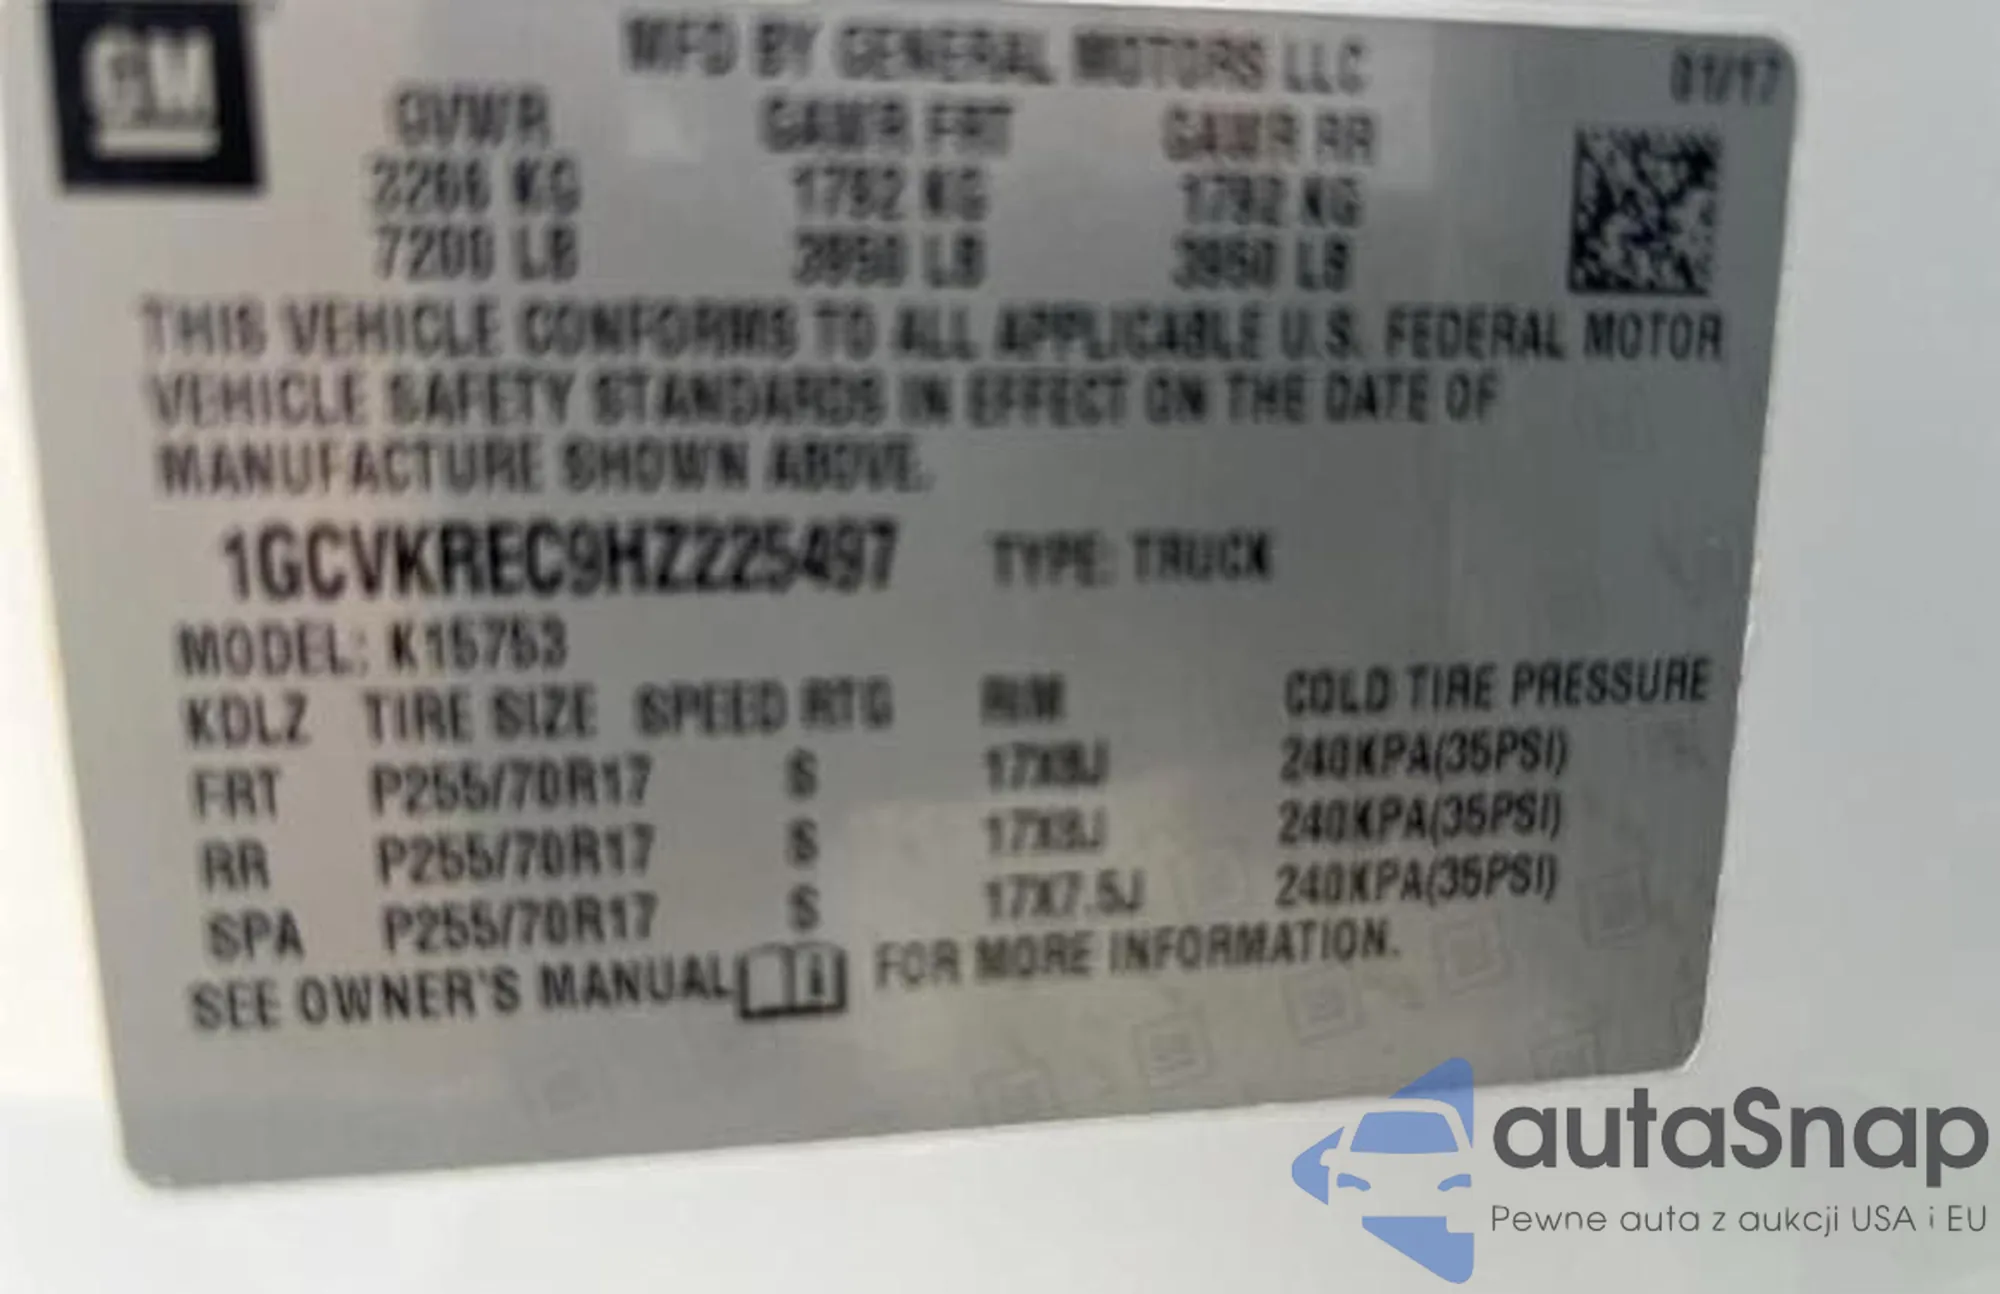 GM
MFD BY GENERAL MOTORS LLC 01/17
GVWR GAWR FRT GAWR RR
3266 KG 1792 KG 1792 KG
7200 LB 3950 LB 3950 LB
THIS VEHICLE CONFORMS TO ALL APPLICABLE U.S. FEDERAL MOTOR
VEHICLE SAFETY STANDARDS IN EFFECT ON THE DATE OF
MANUFACTURE SHOWN ABOVE.
1GCVKREC9HZ225497 TYPE: TRUCK
MODEL: K15753
KDLZ TIRE SIZE SPEED RTG RIM COLD TIRE PRESSURE
FRT P255/70R17 S 17X8J 240KPA(35PSI)
RR P255/70R17 S 17X8J 240KPA(35PSI)
SPA P255/70R17 S 17X7.5J 240KPA(35PSI)
SEE OWNER'S MANUAL FOR MORE INFORMATION.
autaSnap
Pewne auta z aukcji USA i EU